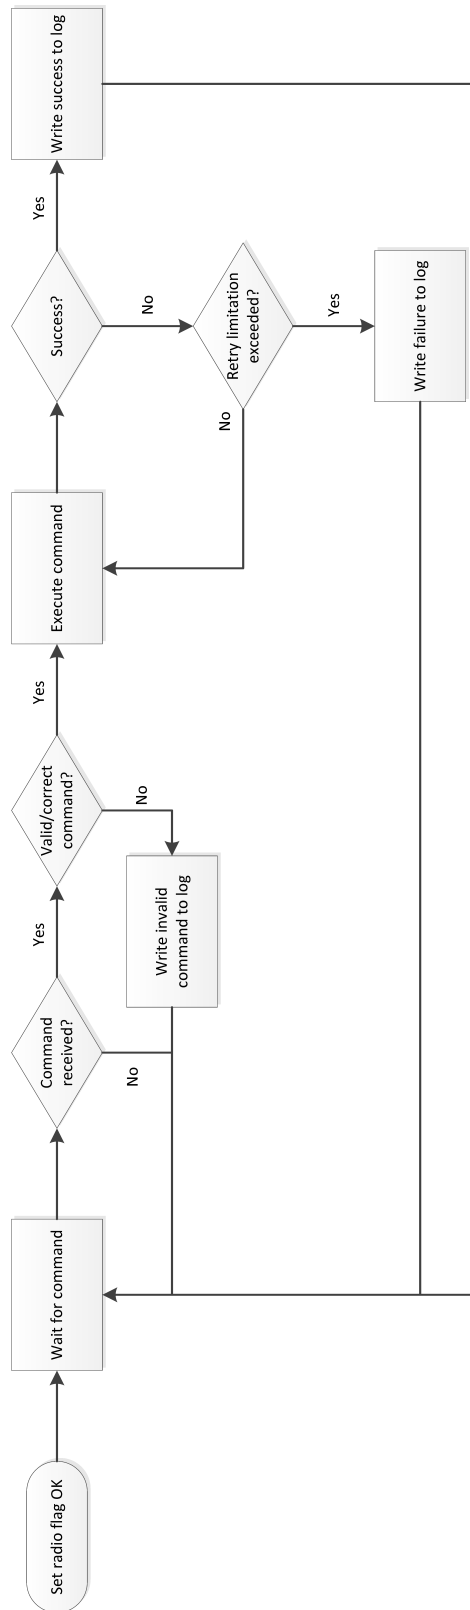 Set radio flag OK
Wait for command
Command
received?
Yes
No
Valid/correct
command?
Yes
No
Write invalid
command to log
Execute command
Success?
Yes
No
Write success to log
Retry limitation
exceeded?
No
Yes
Write failure to log